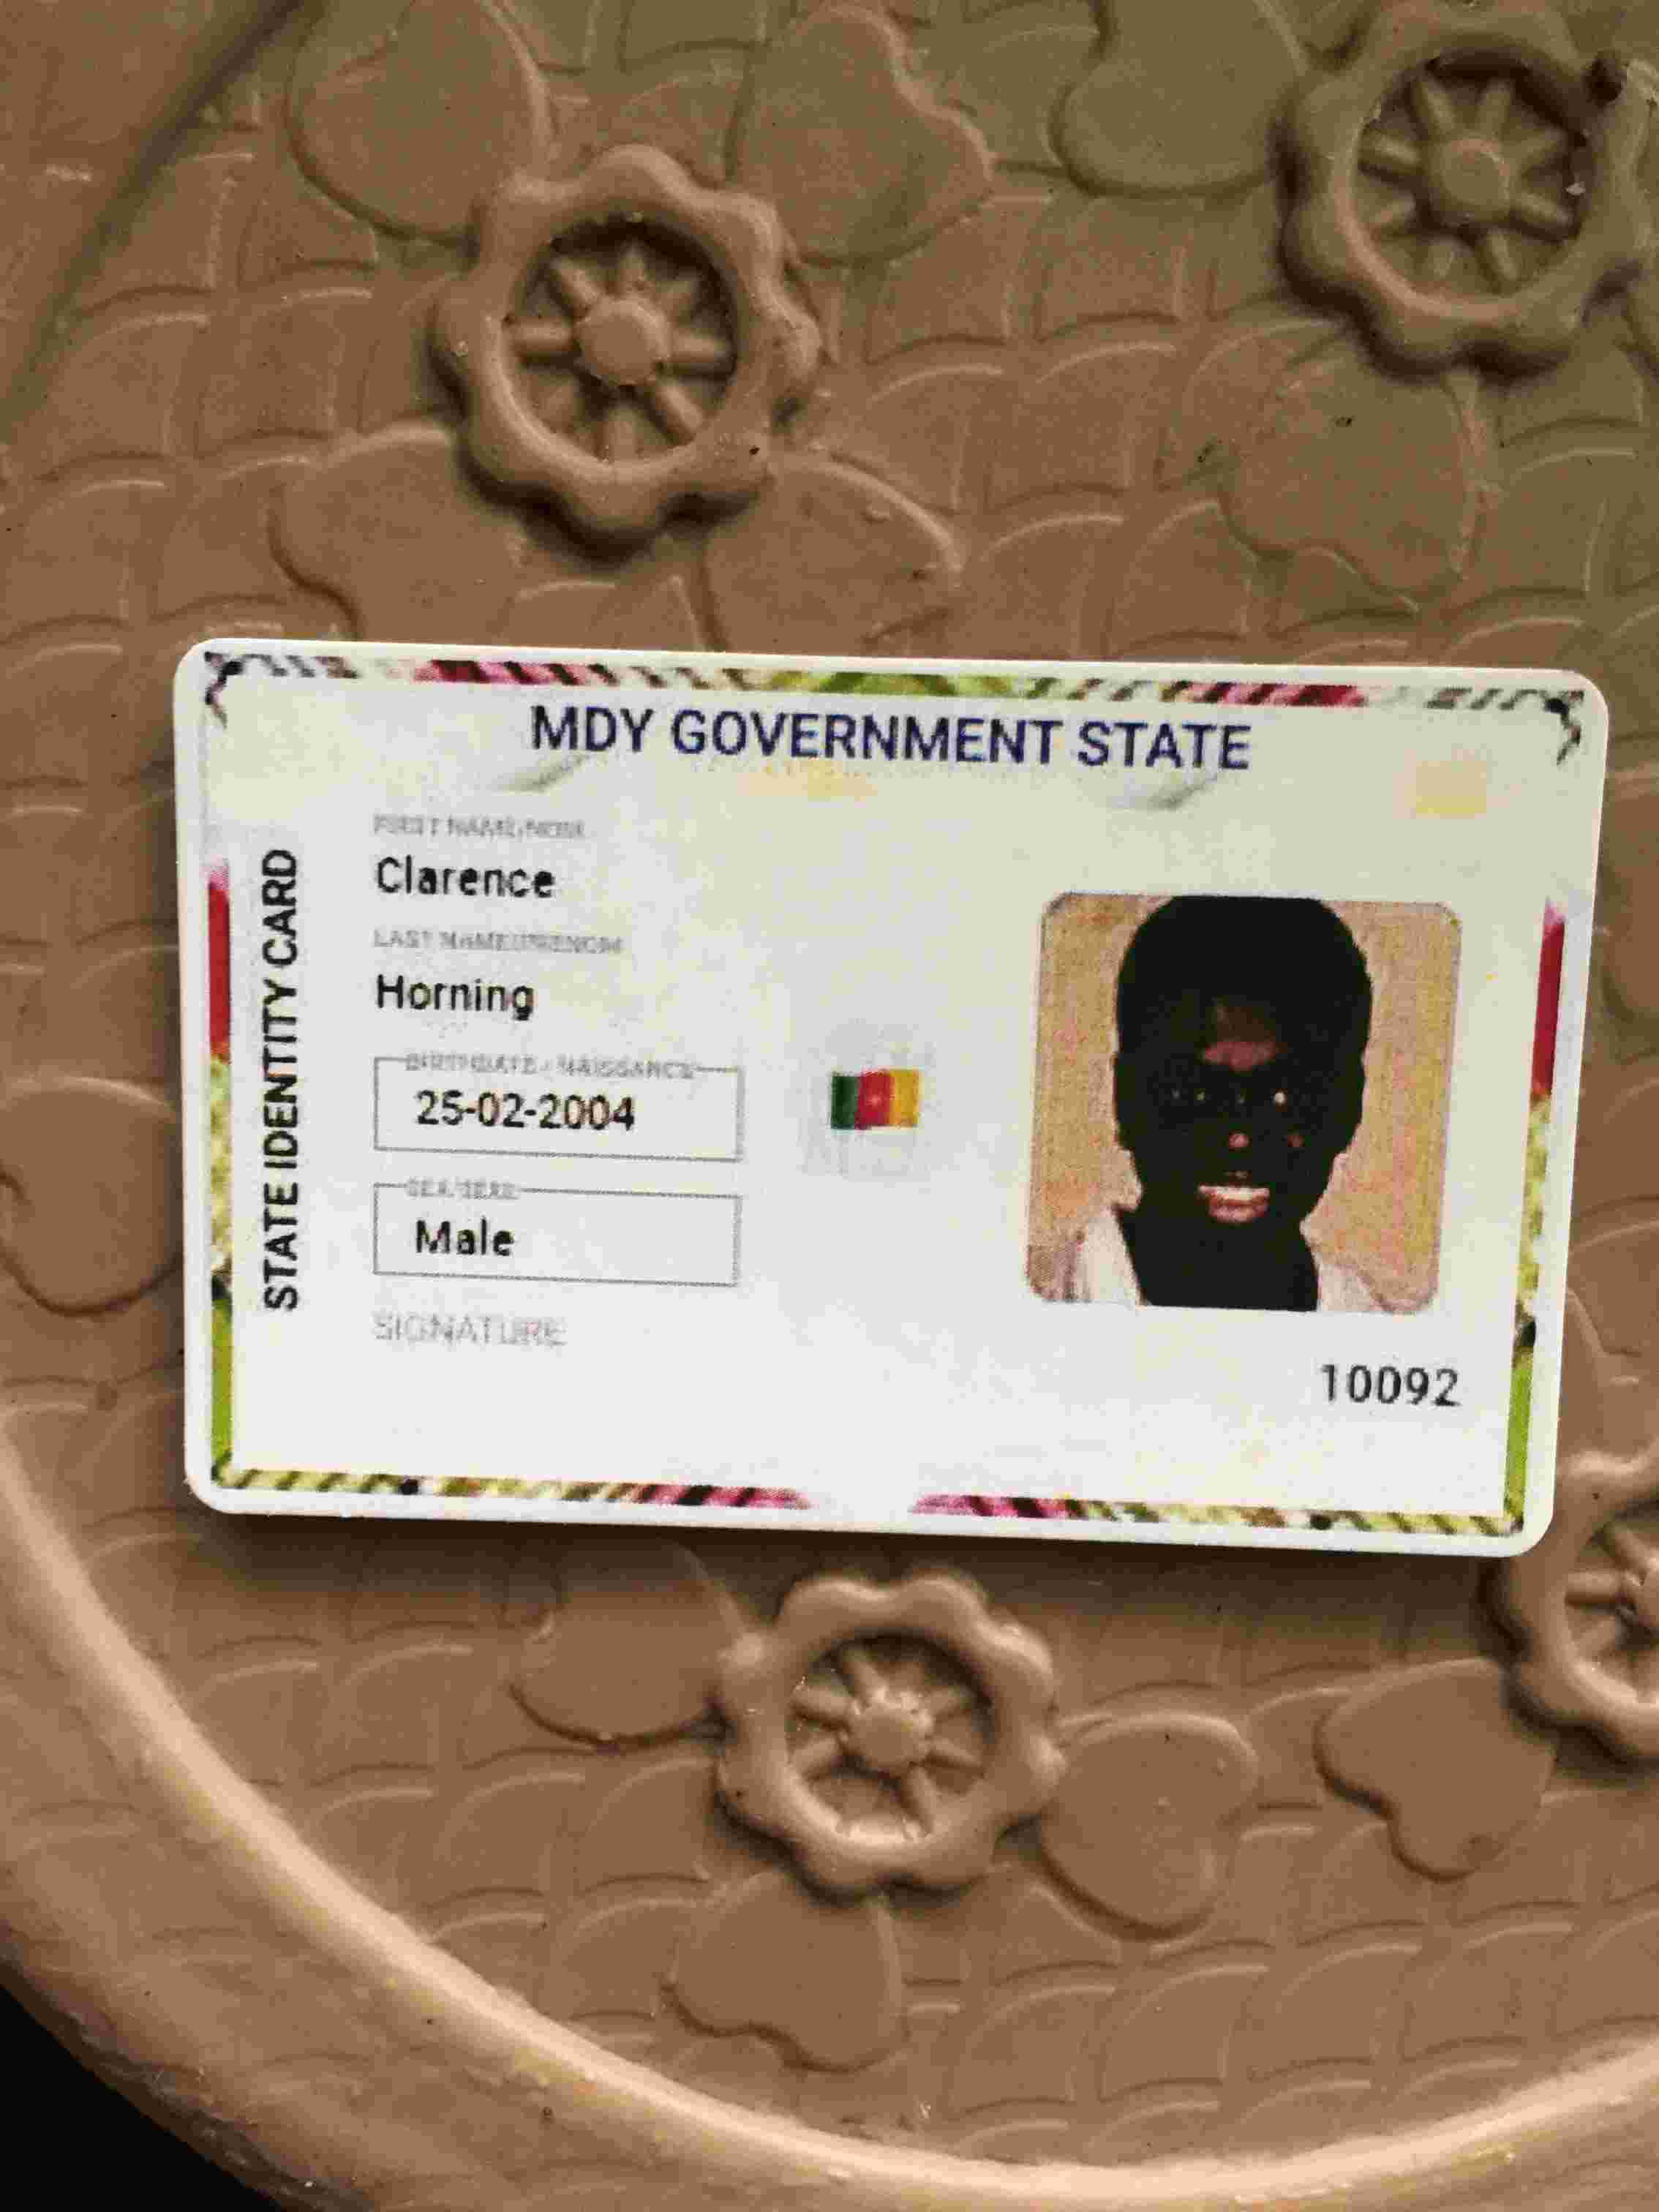 MDY GOVERNMENT STATE
STATE IDENTITY CARD
FIRST NAME/NOM
Clarence
LAST NAME/PRENOM
Horning
BIRTHDATE - NAISSANCE
25-02-2004
SEX/SEXE
Male
SIGNATURE
10092